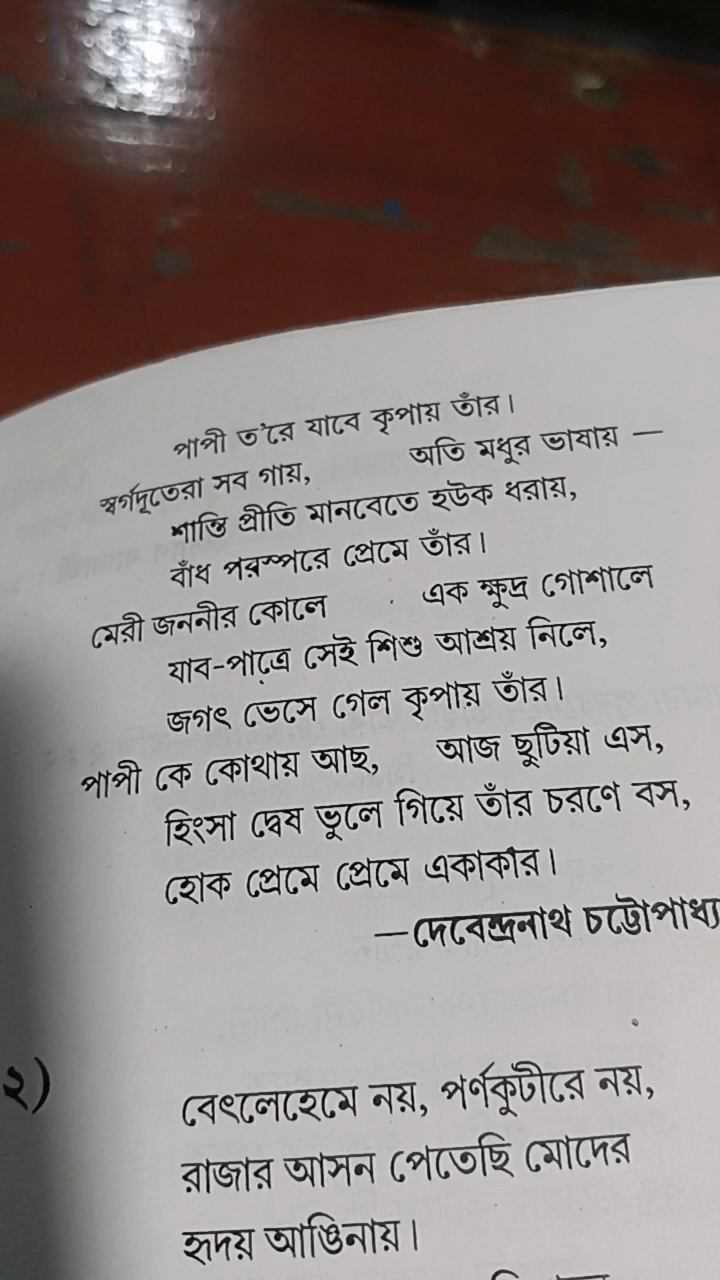 পাপী ত'রে যাবে কৃপায় তাঁর।
স্বর্গদূতেরা সব গায়, অতি মধুর ভাষায় —
শান্তি প্রীতি মানবেতে হউক ধরায়,
বাঁধ পরস্পরে প্রেমে তাঁর।
মেরী জননীর কোলে এক ক্ষুদ্র গোশালে
যাব-পাত্রে সেই শিশু আশ্রয় নিলে,
জগৎ ভেসে গেল কৃপায় তাঁর।
পাপী কে কোথায় আছ, আজ ছুটিয়া এস,
হিংসা দ্বেষ ভুলে গিয়ে তাঁর চরণে বস,
হোক প্রেমে প্রেমে একাকার।
—দেবেন্দ্রনাথ চট্টোপাধ্য
২) বেৎলেহেমে নয়, পর্ণকুটীরে নয়,
রাজার আসন পেতেছি মোদের
হৃদয় আঙিনায়।